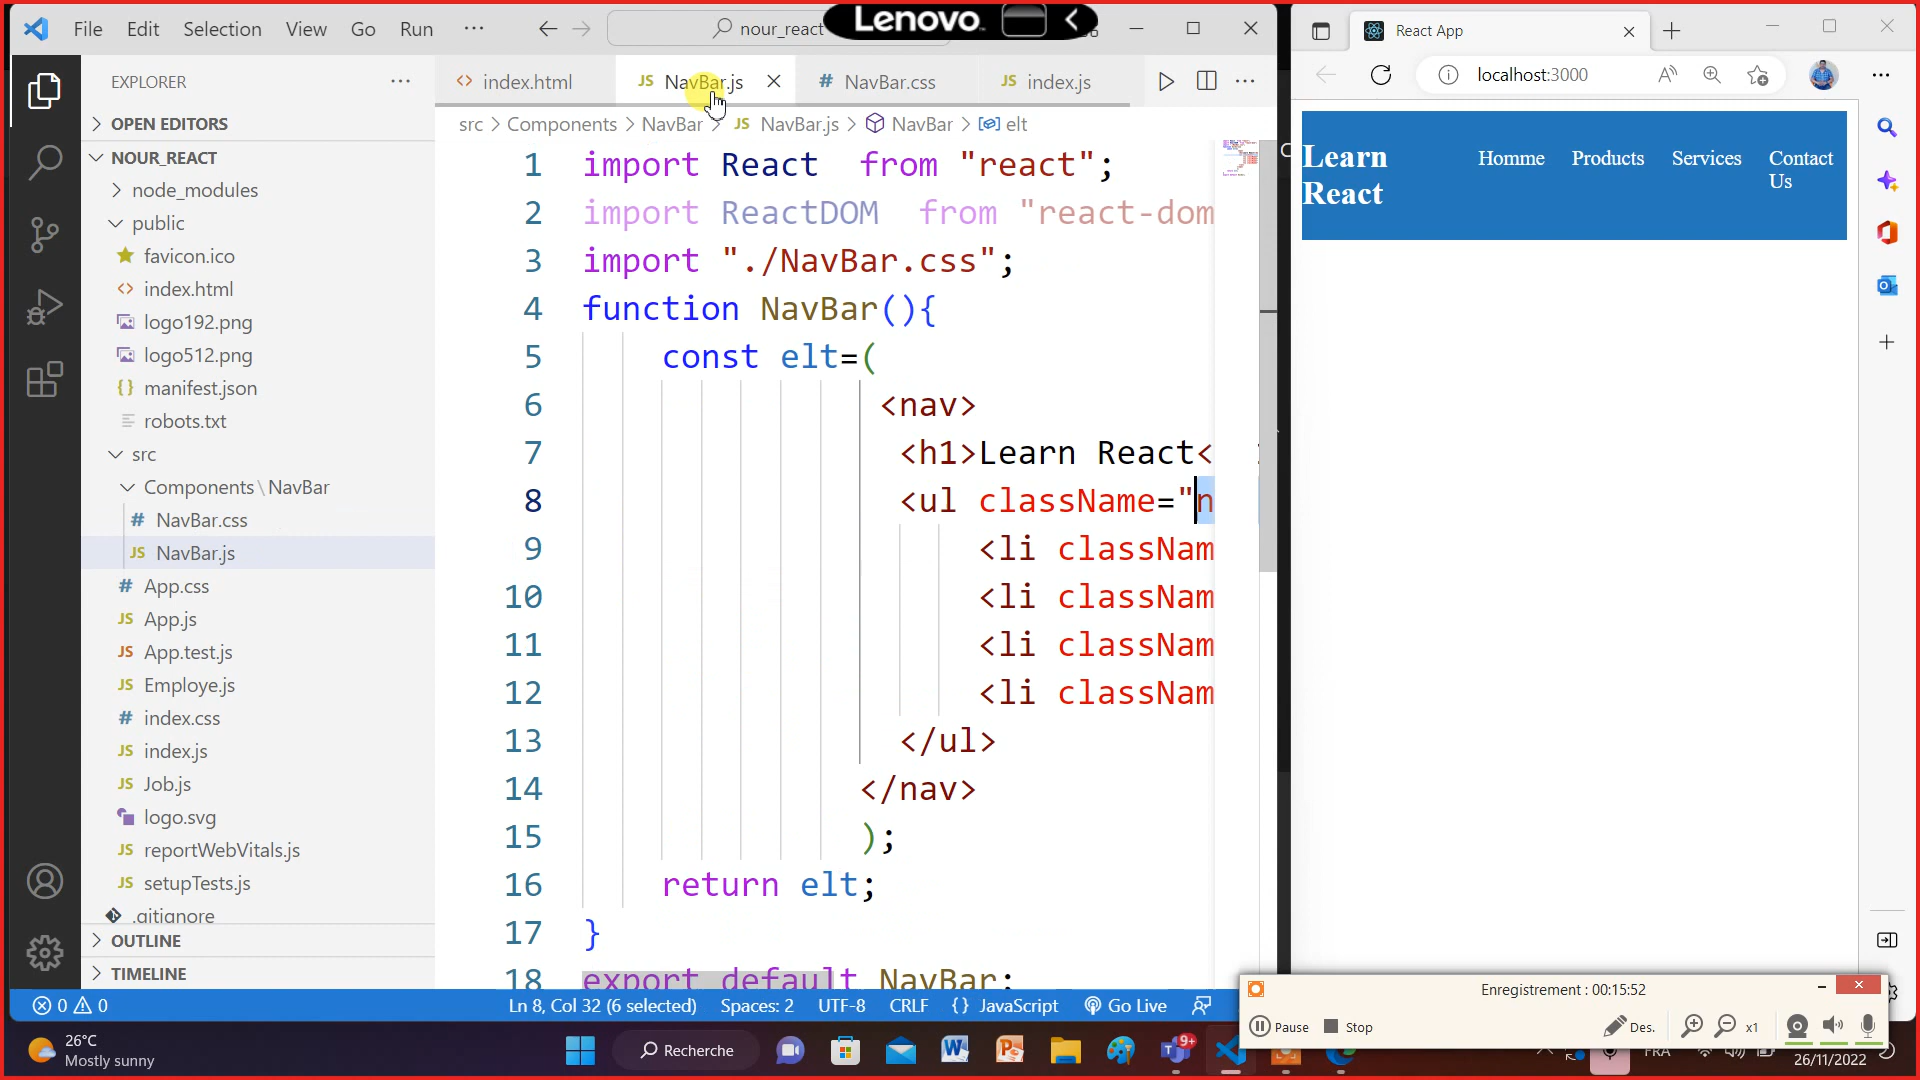 File Edit Selection View Go Run ··· nour_react
Lenovo
EXPLORER
OPEN EDITORS
NOUR_REACT
node_modules
public
favicon.ico
index.html
logo192.png
logo512.png
manifest.json
robots.txt
src
Components\NavBar
NavBar.css
NavBar.js
App.css
App.js
App.test.js
Employe.js
index.css
index.js
Job.js
logo.svg
reportWebVitals.js
setupTests.js
.gitignore
OUTLINE
TIMELINE
index.html NavBar.js NavBar.css index.js
src > Components > NavBar > NavBar.js > NavBar > elt
1 import React from "react";
2 import ReactDOM from "react-dom
3 import "./NavBar.css";
4 function NavBar(){
5 const elt=(
6 <nav>
7 <h1>Learn React<
8 <ul className="n
9 <li classNam
10 <li classNam
11 <li classNam
12 <li classNam
13 </ul>
14 </nav>
15 );
16 return elt;
17 }
18 export default NavBar;
0 0 Ln 8, Col 32 (6 selected) Spaces: 2 UTF-8 CRLF {} JavaScript Go Live
React App
localhost:3000
Learn React
Homme Products Services Contact Us
Enregistrement : 00:15:52
Pause Stop Des. x1
26°C
Mostly sunny
Recherche
9+
FRA
26/11/2022